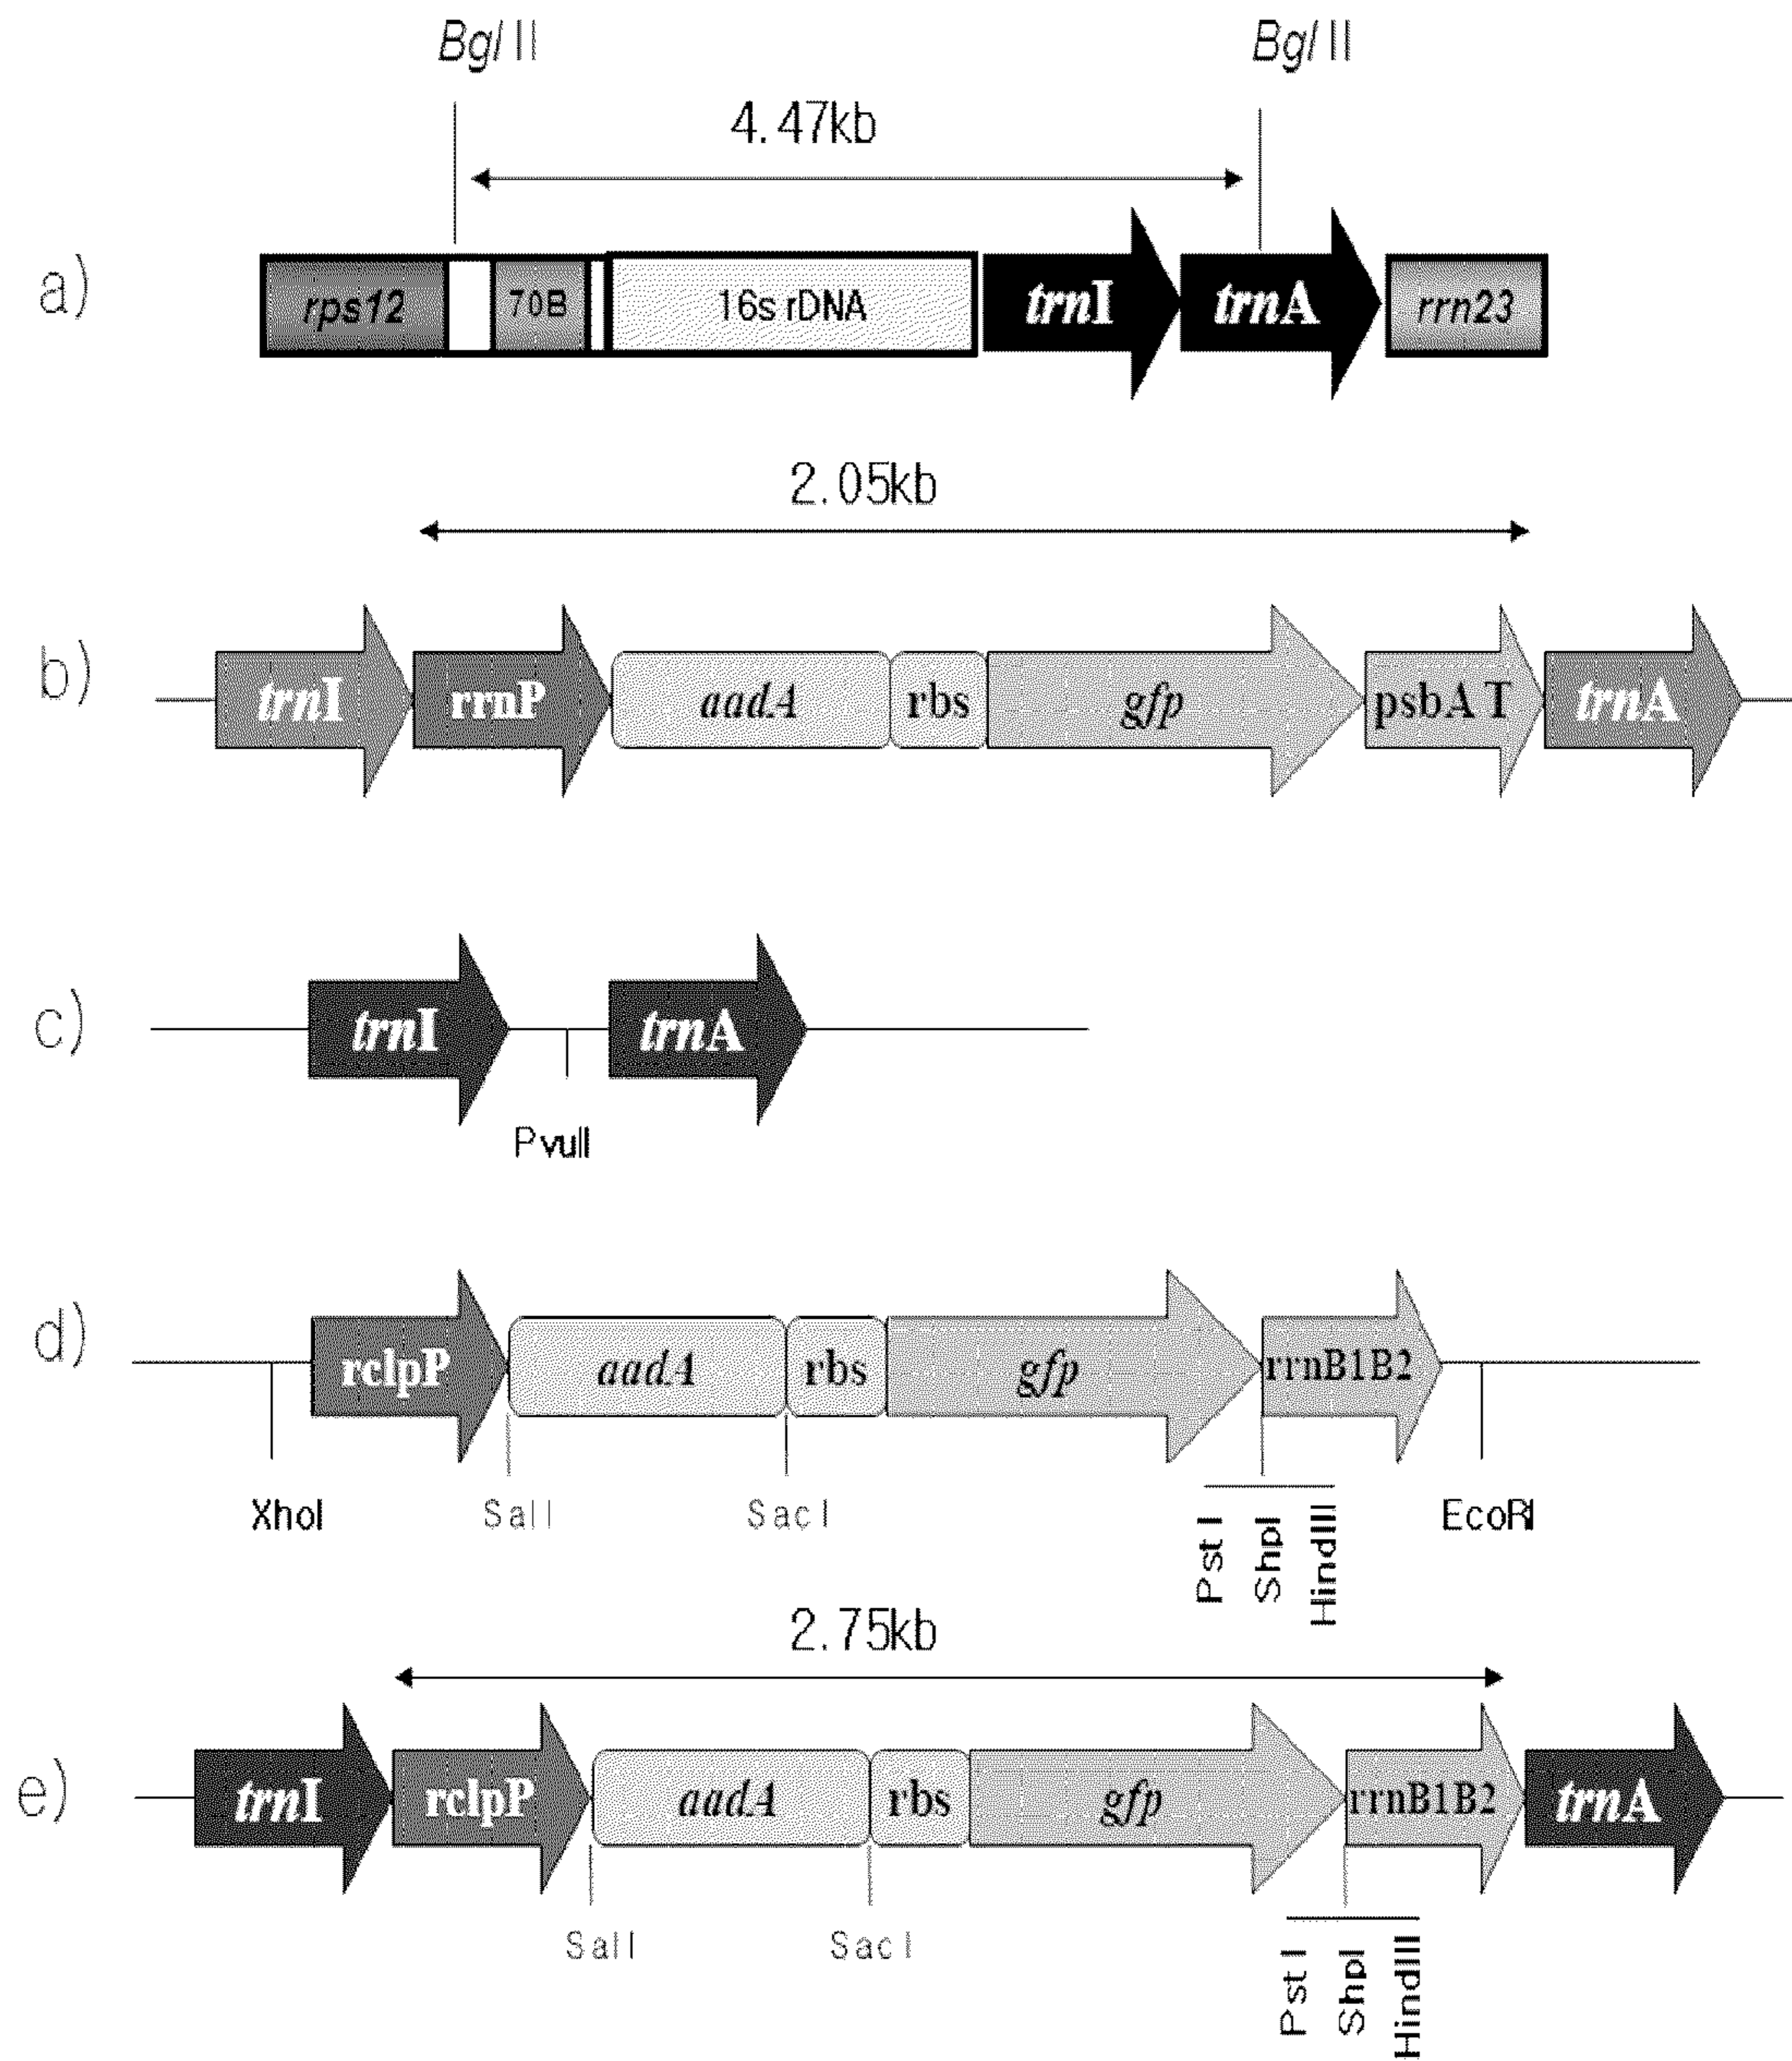 Bgl II Bgl II
4.47kb
a) rps12 70B 16s rDNA trnI trnA rrn23
2.05kb
b) trnI rrnP aadA rbs gfp psbA T trnA
c) trnI trnA
PvuII
d) rclpP aadA rbs gfp rrnB1B2
XhoI SalI SacI PstI ShpI HindIII EcoRI
2.75kb
e) trnI rclpP aadA rbs gfp rrnB1B2 trnA
SalI SacI PstI ShpI HindIII